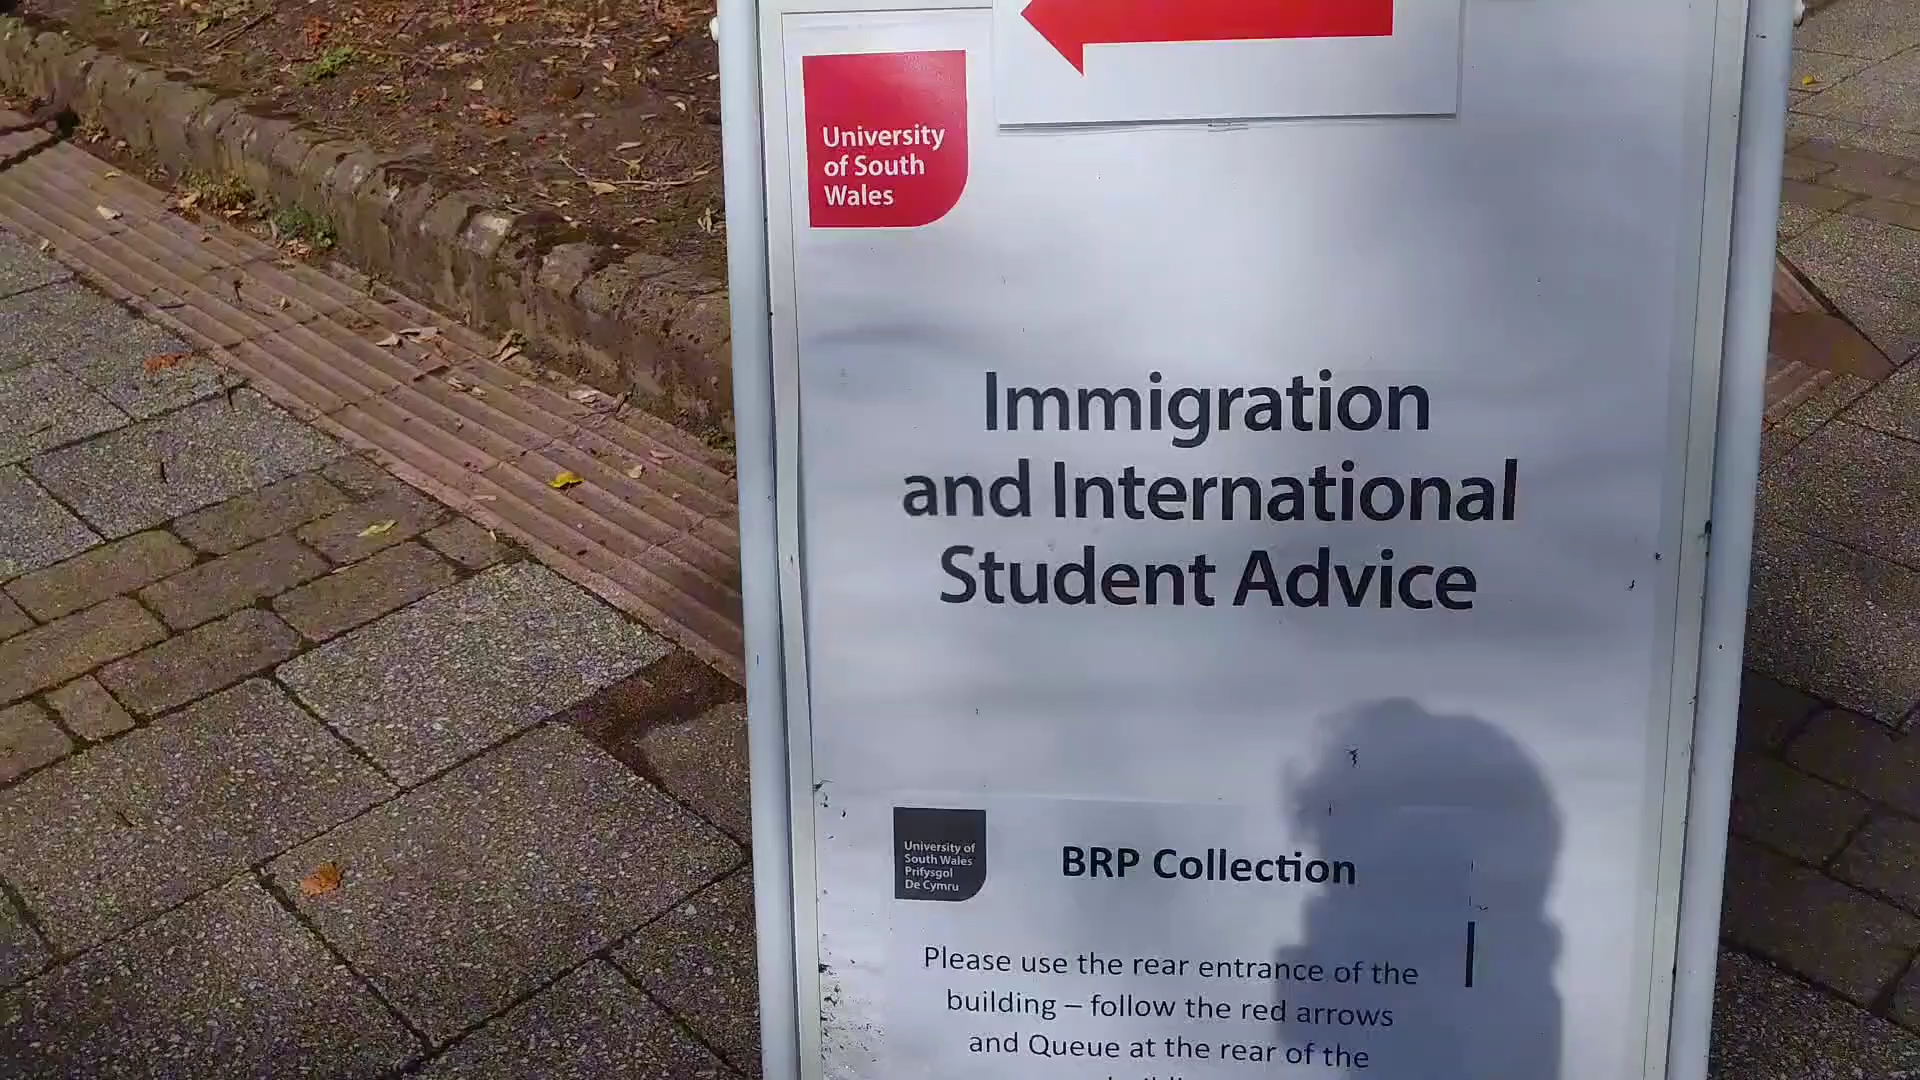 University
of South
Wales
Immigration
and International
Student Advice
University of
South Wales
Prifysgol
De Cymru
BRP Collection
Please use the rear entrance of the
building – follow the red arrows
and Queue at the rear of the